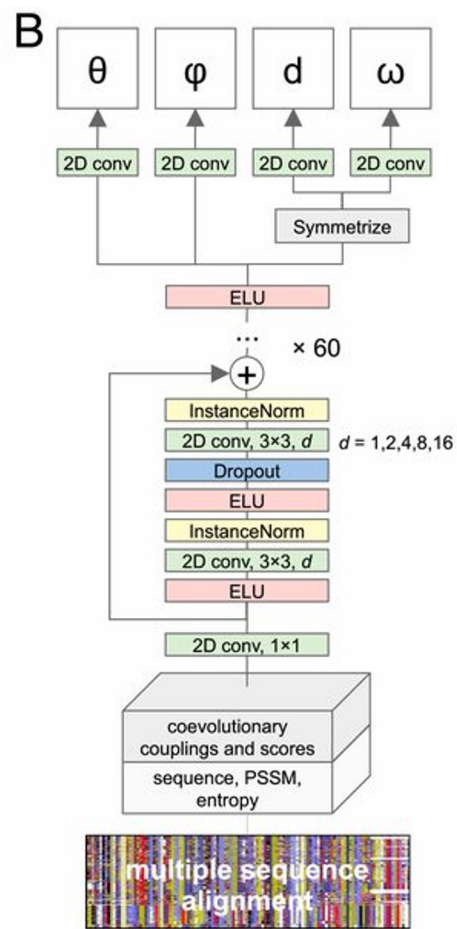 B
θ φ d ω
2D conv 2D conv 2D conv 2D conv
Symmetrize
ELU
... × 60
+
InstanceNorm
2D conv, 3×3, d d = 1,2,4,8,16
Dropout
ELU
InstanceNorm
2D conv, 3×3, d
ELU
2D conv, 1×1
coevolutionary
couplings and scores
sequence, PSSM,
entropy
multiple sequence
alignment